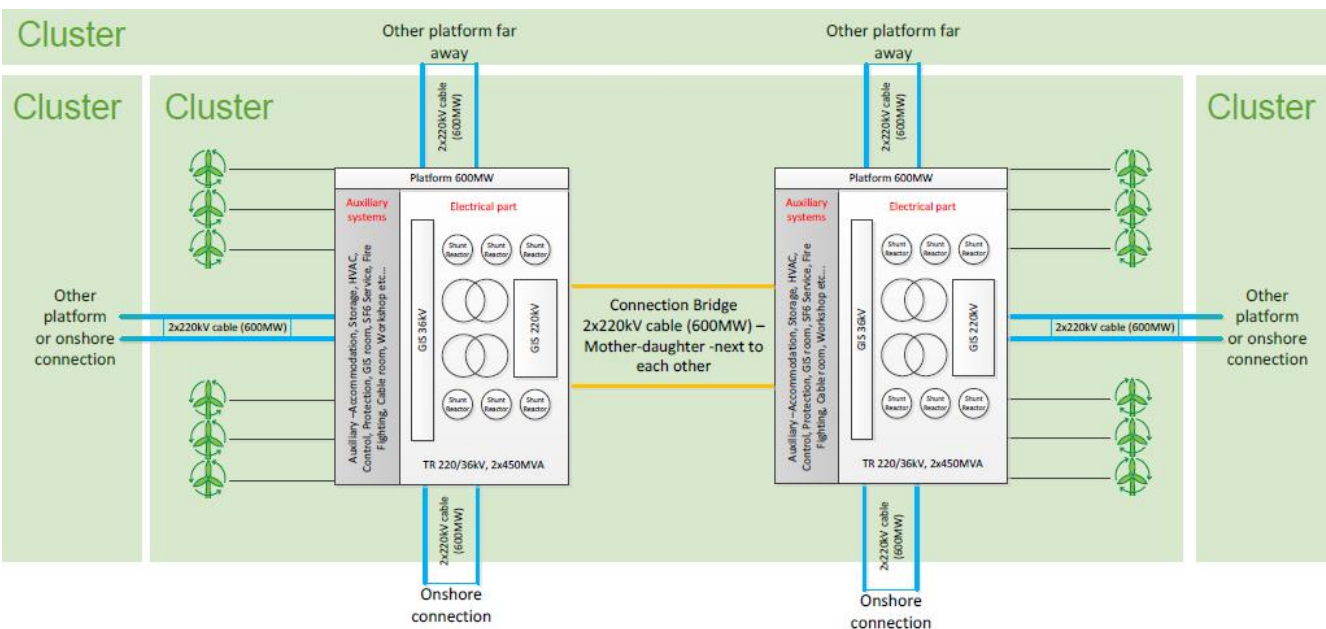 Cluster
Other platform far
away
Other platform far
away
Cluster
Cluster
Cluster
2x220kV cable
(600MW)
2x220kV cable
(600MW)
Platform 600MW
Auxiliary
systems
Electrical part
Auxiliary –Accommodation, Storage, HVAC,
Control, Protection, GIS room, SF6 Service, Fire
Fighting, Cable room, Workshop etc...
GIS 36kV
Shunt
Reactor
Shunt
Reactor
Shunt
Reactor
GIS 220kV
Shunt
Reactor
Shunt
Reactor
Shunt
Reactor
TR 220/36kV, 2x450MVA
Other
platform
or onshore
connection
2x220kV cable (600MW)
Connection Bridge
2x220kV cable (600MW) –
Mother-daughter -next to
each other
Platform 600MW
Auxiliary
systems
Electrical part
Auxiliary –Accommodation, Storage, HVAC,
Control, Protection, GIS room, SF6 Service, Fire
Fighting, Cable room, Workshop etc...
GIS 36kV
Shunt
Reactor
Shunt
Reactor
Shunt
Reactor
GIS 220kV
Shunt
Reactor
Shunt
Reactor
Shunt
Reactor
TR 220/36kV, 2x450MVA
2x220kV cable (600MW)
Other
platform
or onshore
connection
2x220kV cable
(600MW)
2x220kV cable
(600MW)
Onshore
connection
Onshore
connection